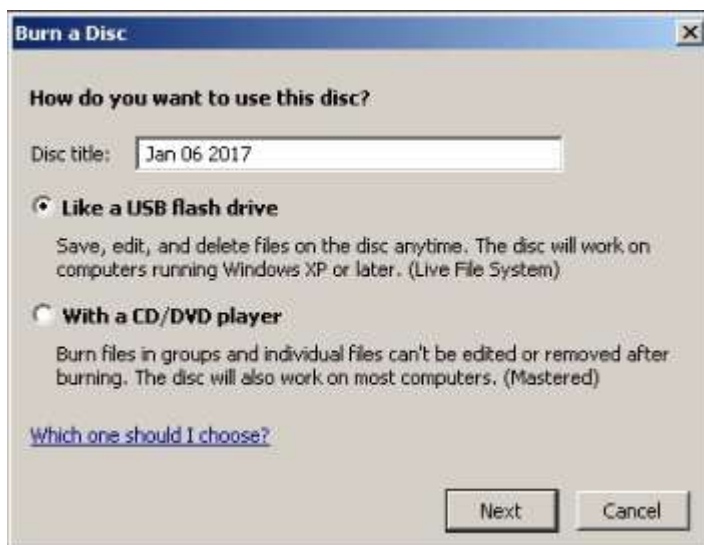 Burn a Disc
How do you want to use this disc?
Disc title: Jan 06 2017
Like a USB flash drive
Save, edit, and delete files on the disc anytime. The disc will work on
computers running Windows XP or later. (Live File System)
With a CD/DVD player
Burn files in groups and individual files can't be edited or removed after
burning. The disc will also work on most computers. (Mastered)
Which one should I choose?
Next Cancel